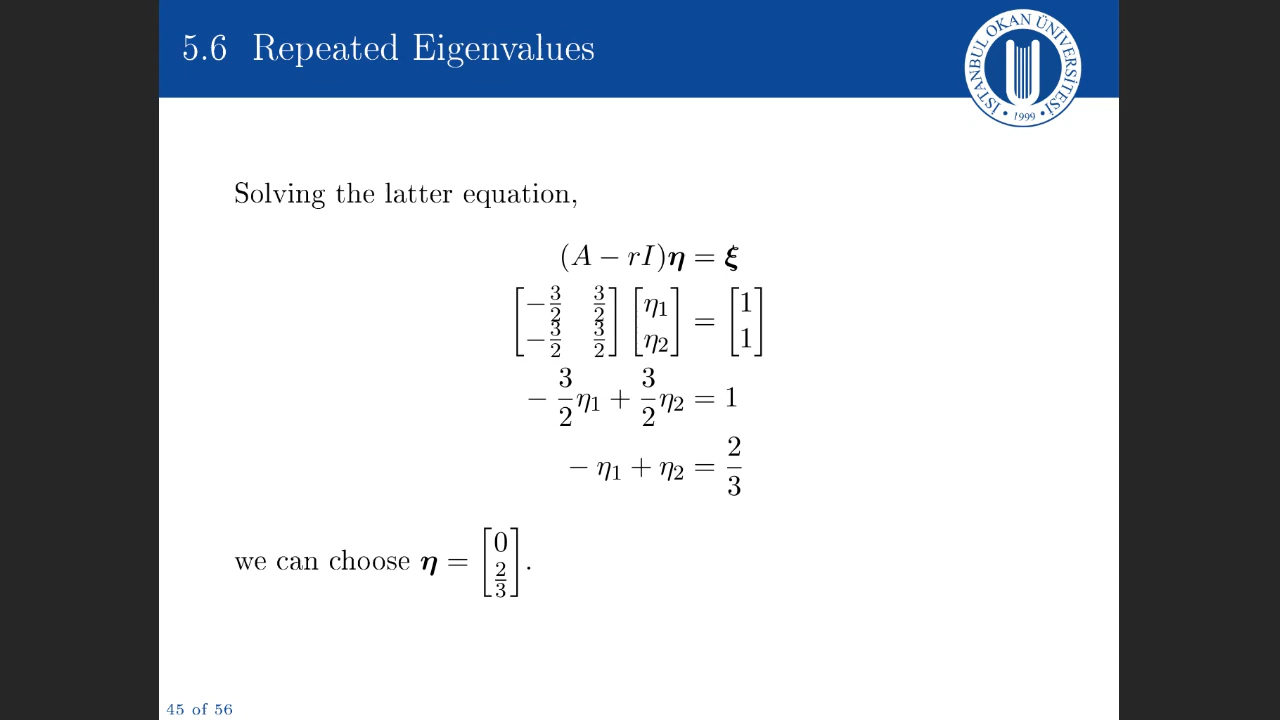 5.6 Repeated Eigenvalues
İSTANBUL OKAN ÜNİVERSİTESİ
1999
Solving the latter equation,
(A − rI)η = ξ
[−3/2 3/2; −3/2 3/2] [η1; η2] = [1; 1]
− 3/2 η1 + 3/2 η2 = 1
− η1 + η2 = 2/3
we can choose η = [0; 2/3].
45 of 56